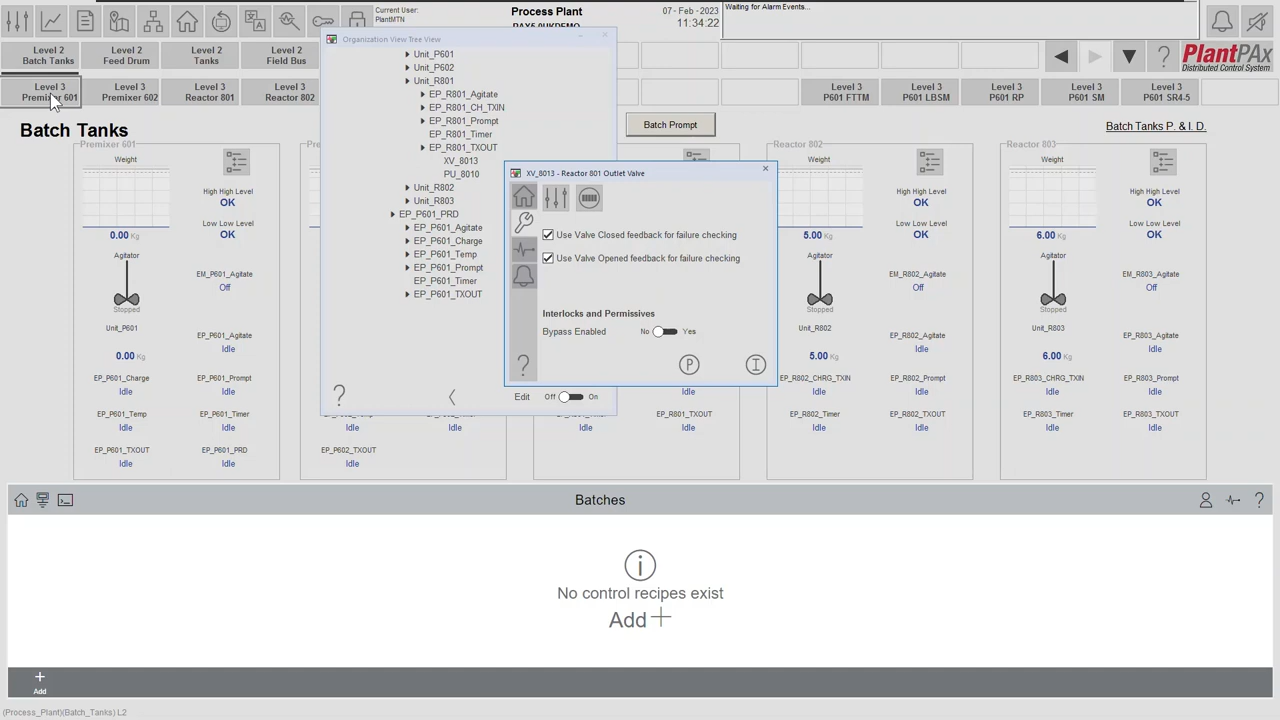 Current User:
PlantMTN
Process Plant
07 - Feb -2023
11:34:22
Waiting for Alarm Events...
Level 2
Batch Tanks
Level 2
Feed Drum
Level 2
Tanks
Level 2
Field Bus
PlantPAx
Distributed Control System
Level 3
Premixer 601
Level 3
Premixer 602
Level 3
Reactor 801
Level 3
Reactor 802
Level 3
P601 FTTM
Level 3
P601 LBSM
Level 3
P601 RP
Level 3
P601 SM
Level 3
P601 SR4-5
Organization View Tree View
Unit_P601
Unit_P602
Unit_R801
EP_R801_Agitate
EP_R801_CH_TXIN
EP_R801_Prompt
EP_R801_Timer
EP_R801_TXOUT
XV_8013
PU_8010
Unit_R802
Unit_R803
EP_P601_PRD
EP_P601_Agitate
EP_P601_Charge
EP_P601_Temp
EP_P601_Prompt
EP_P601_Timer
EP_P601_TXOUT
Edit Off On
XV_8013 - Reactor 801 Outlet Valve
Use Valve Closed feedback for failure checking
Use Valve Opened feedback for failure checking
Interlocks and Permissives
Bypass Enabled No Yes
P I
Batch Tanks
Batch Prompt
Batch Tanks P. & I. D.
Premixer 601
Weight
0.00 Kg
High High Level
OK
Low Low Level
OK
Agitator
Stopped
EM_P601_Agitate
Off
Unit_P601
0.00 Kg
EP_P601_Agitate
Idle
EP_P601_Charge
Idle
EP_P601_Prompt
Idle
EP_P601_Temp
Idle
EP_P601_Timer
Idle
EP_P601_TXOUT
Idle
EP_P601_PRD
Idle
Idle
Idle
EP_P602_TXOUT
Idle
Idle
EP_R801_TXOUT
Idle
Reactor 802
Weight
5.00 Kg
High High Level
OK
Low Low Level
OK
Agitator
Stopped
EM_R802_Agitate
Off
Unit_R802
5.00 Kg
EP_R802_Agitate
Idle
EP_R802_CHRG_TXIN
Idle
EP_R802_Prompt
Idle
EP_R802_Timer
Idle
EP_R802_TXOUT
Idle
Reactor 803
Weight
6.00 Kg
High High Level
OK
Low Low Level
OK
Agitator
Stopped
EM_R803_Agitate
Off
Unit_R803
6.00 Kg
EP_R803_Agitate
Idle
EP_R803_CHRG_TXIN
Idle
EP_R803_Prompt
Idle
EP_R803_Timer
Idle
EP_R803_TXOUT
Idle
Batches
No control recipes exist
Add
Add
(Process_Plant)(Batch_Tanks) L2